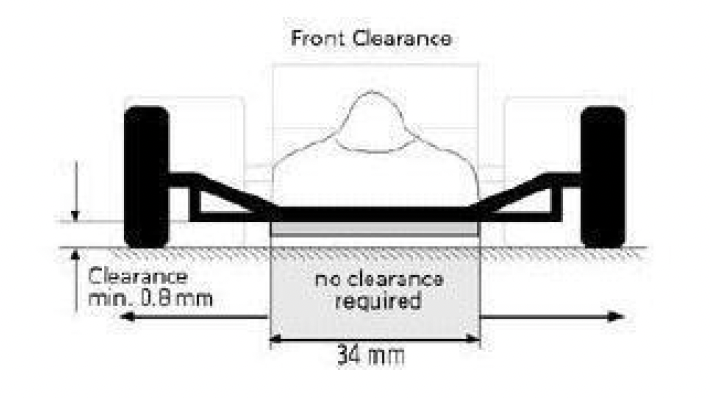 Front Clearance
Clearance
min. 0.8 mm
no clearance
required
34 mm